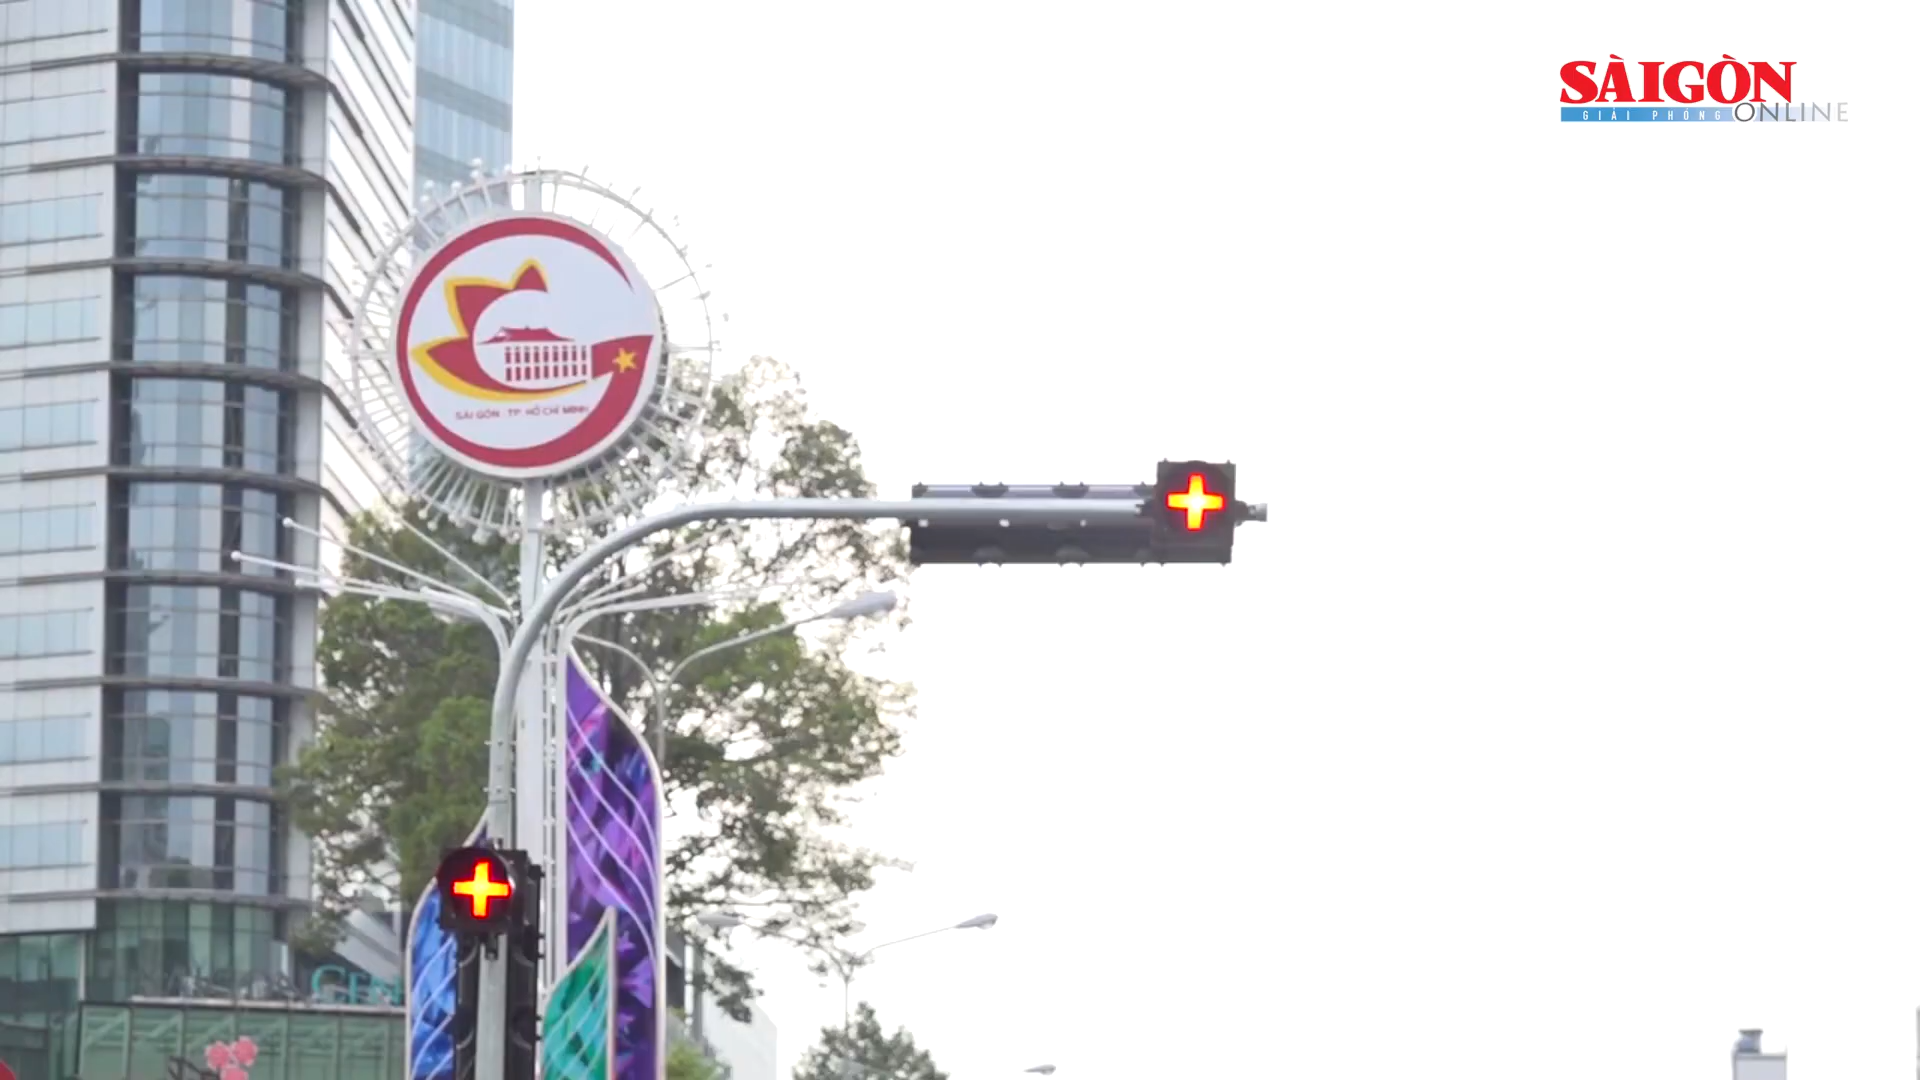 SÀIGÒN
GIẢI PHÓNG ONLINE
SÀI GÒN - TP. HỒ CHÍ MINH